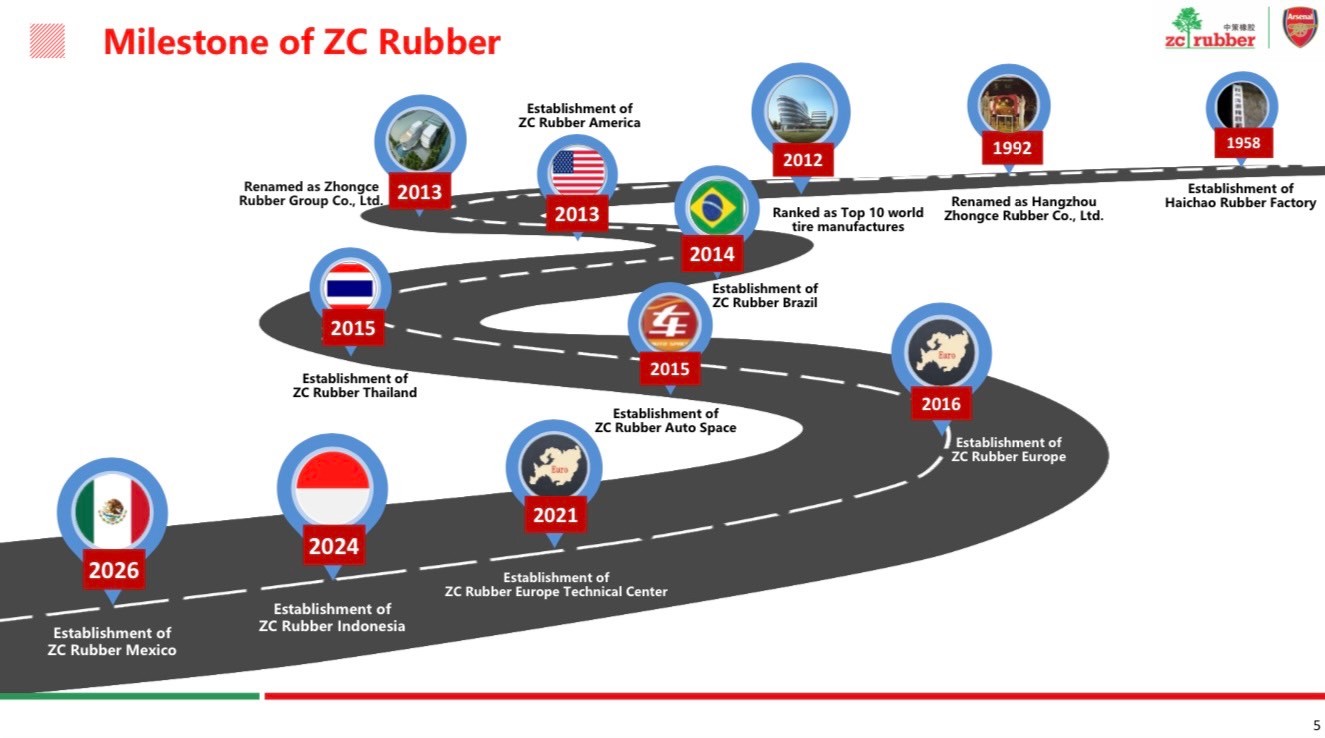 Milestone of ZC Rubber
中策橡胶
zc rubber
Arsenal
1958
Establishment of
Haichao Rubber Factory
1992
Renamed as Hangzhou
Zhongce Rubber Co., Ltd.
2012
Ranked as Top 10 world
tire manufactures
2013
Renamed as Zhongce
Rubber Group Co., Ltd.
Establishment of
ZC Rubber America
2013
2014
Establishment of
ZC Rubber Brazil
2015
Establishment of
ZC Rubber Thailand
2015
Establishment of
ZC Rubber Auto Space
Euro
2016
Establishment of
ZC Rubber Europe
Euro
2021
Establishment of
ZC Rubber Europe Technical Center
2024
Establishment of
ZC Rubber Indonesia
2026
Establishment of
ZC Rubber Mexico
5